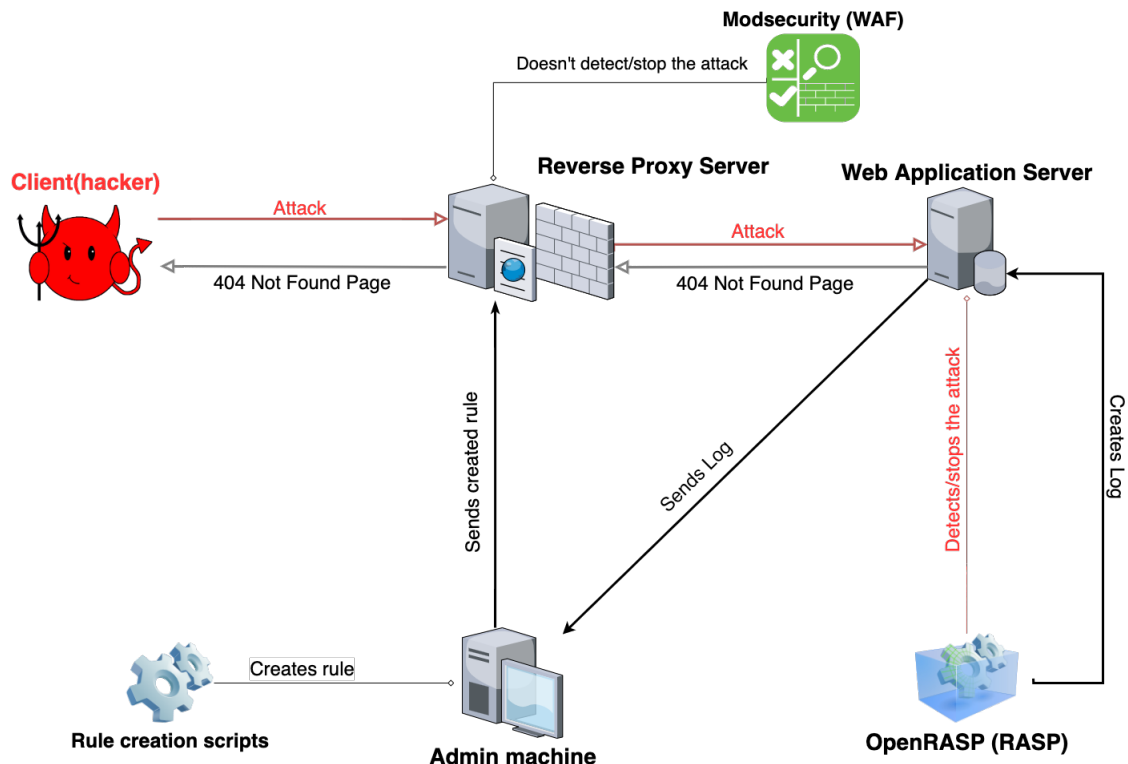 Modsecurity (WAF)
Doesn't detect/stop the attack
Reverse Proxy Server
Web Application Server
Client(hacker)
Attack
Attack
404 Not Found Page
404 Not Found Page
Sends created rule
Sends Log
Detects/stops the attack
Creates Log
Creates rule
Rule creation scripts
Admin machine
OpenRASP (RASP)